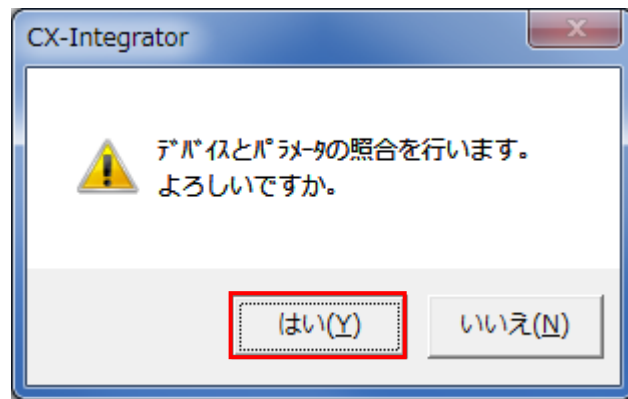 CX-Integrator
ﾃﾞﾊﾞｲｽとﾊﾟﾗﾒｰﾀの照合を行います。
よろしいですか。
はい(Y)
いいえ(N)